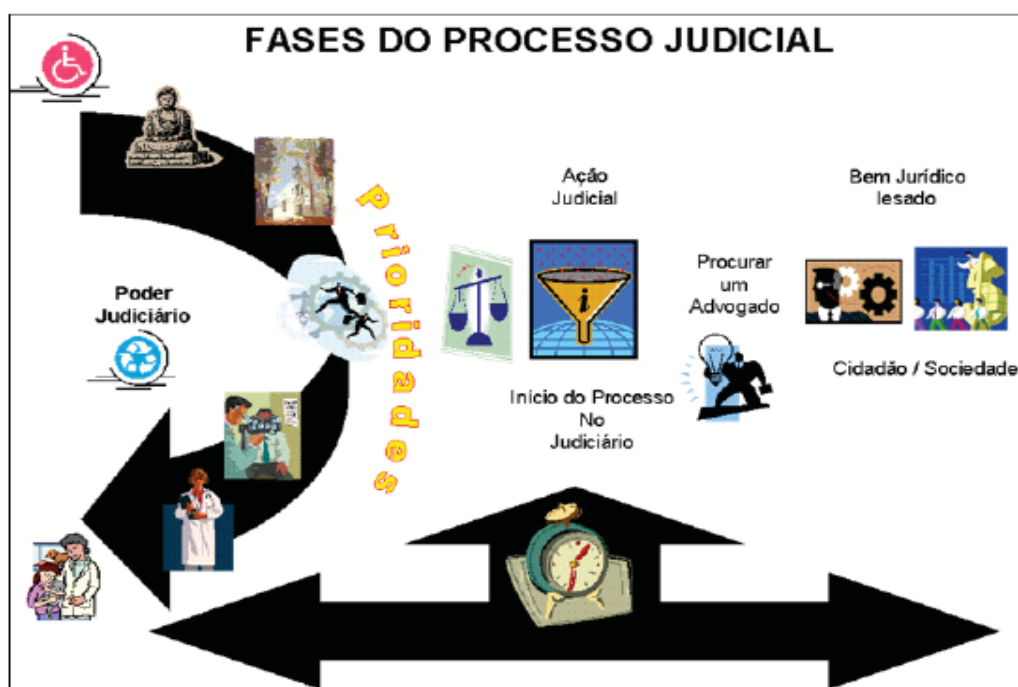 FASES DO PROCESSO JUDICIAL
Prioridades
Poder
Judiciário
Ação
Judicial
Início do Processo
No
Judiciário
Procurar
um
Advogado
Bem Jurídico
lesado
Cidadão / Sociedade